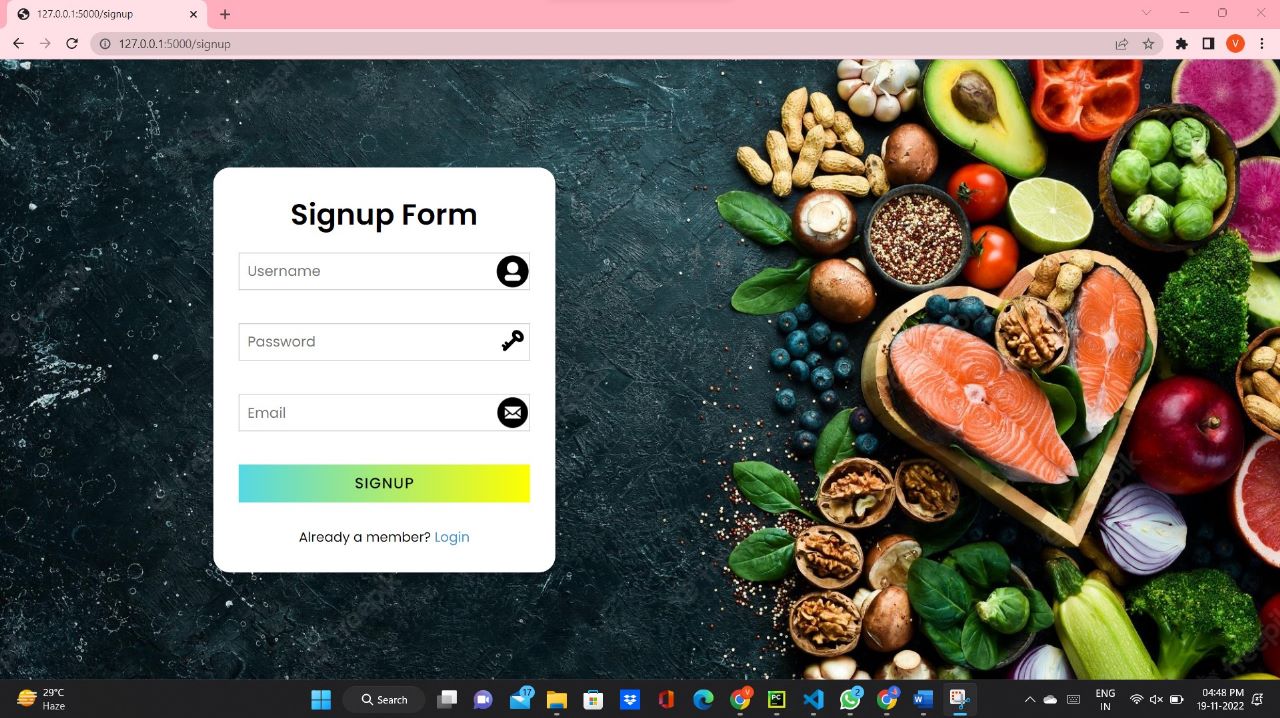 127.0.0.1:5000/signup
127.0.0.1:5000/signup
V
Signup Form
Username
Password
Email
SIGNUP
Already a member? Login
29°C
Haze
Search
17
V
PC
2
W
ENG
IN
04:48 PM
19-11-2022